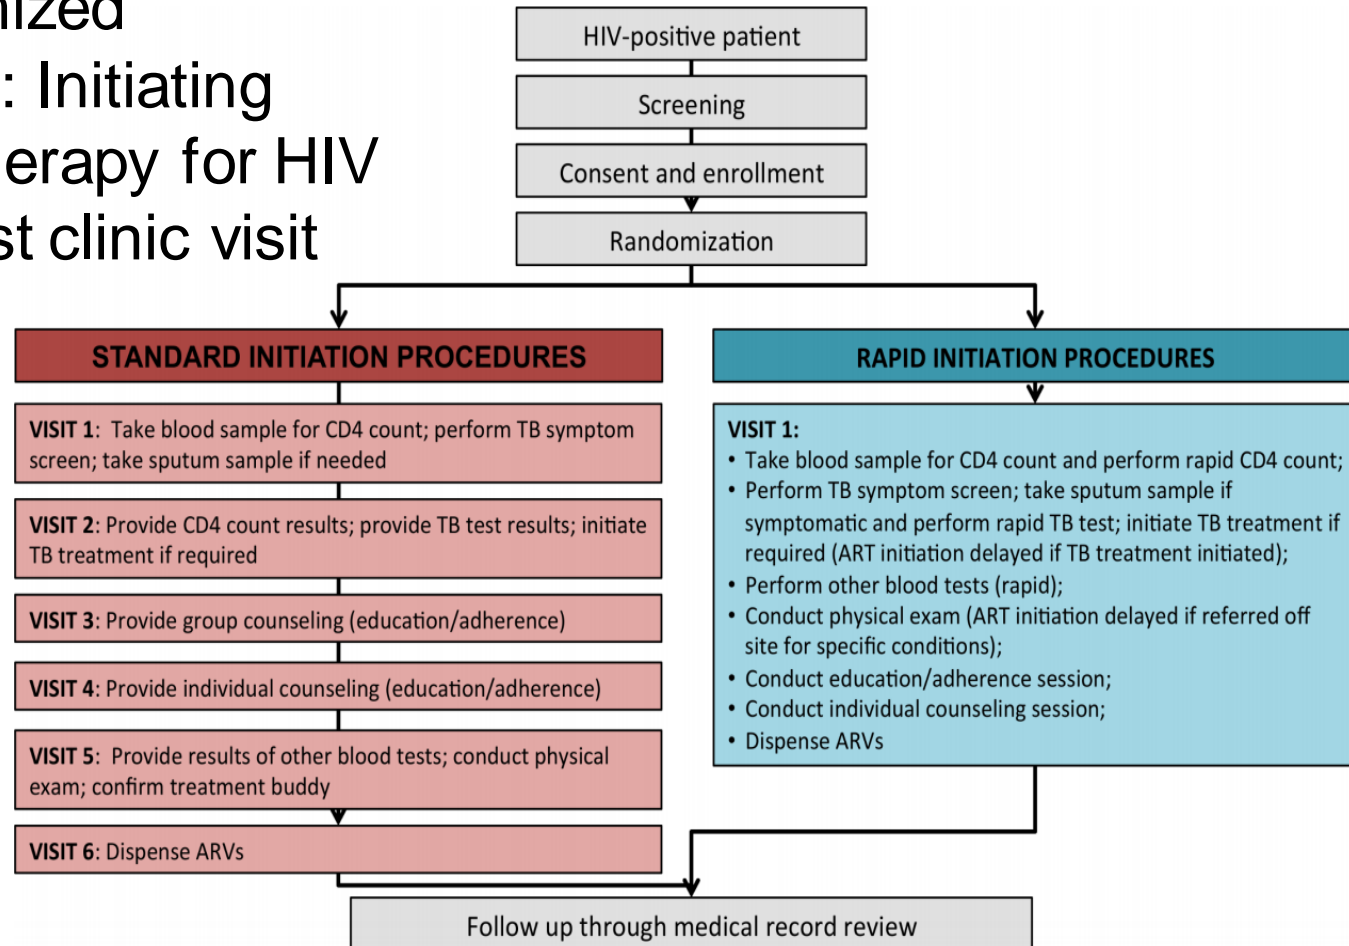 nized
: Initiating
erapy for HIV
st clinic visit
HIV-positive patient
Screening
Consent and enrollment
Randomization
STANDARD INITIATION PROCEDURES
VISIT 1: Take blood sample for CD4 count; perform TB symptom
screen; take sputum sample if needed
VISIT 2: Provide CD4 count results; provide TB test results; initiate
TB treatment if required
VISIT 3: Provide group counseling (education/adherence)
VISIT 4: Provide individual counseling (education/adherence)
VISIT 5: Provide results of other blood tests; conduct physical
exam; confirm treatment buddy
VISIT 6: Dispense ARVs
RAPID INITIATION PROCEDURES
VISIT 1:
• Take blood sample for CD4 count and perform rapid CD4 count;
• Perform TB symptom screen; take sputum sample if
symptomatic and perform rapid TB test; initiate TB treatment if
required (ART initiation delayed if TB treatment initiated);
• Perform other blood tests (rapid);
• Conduct physical exam (ART initiation delayed if referred off
site for specific conditions);
• Conduct education/adherence session;
• Conduct individual counseling session;
• Dispense ARVs
Follow up through medical record review